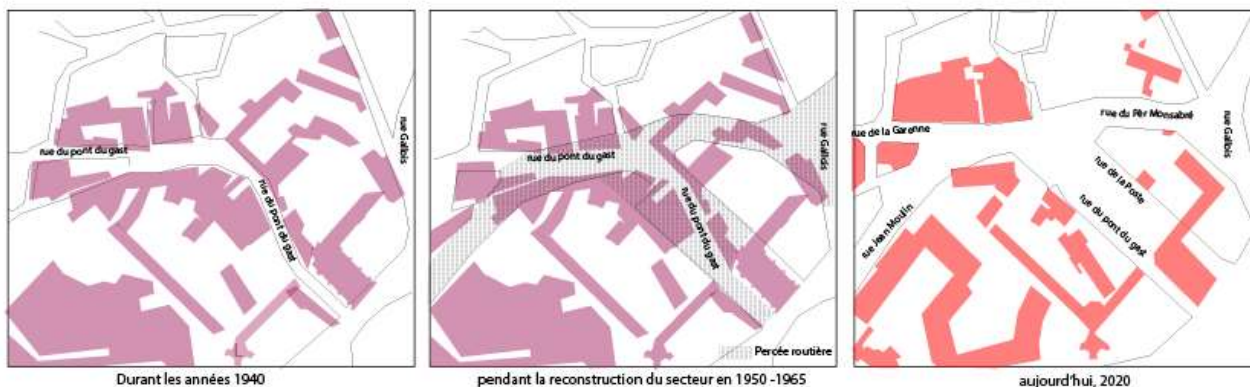 rue du pont du gast
rue Gallois
rue du Pont du gast
Durant les années 1940
rue du pont du gast
rue Gallois
rue du pont du gast
Percée routière
pendant la reconstruction du secteur en 1950 -1965
rue de la Garenne
rue du Pèr Monsabré
rue Gallois
rue de la Poste
rue Jean Moulin
rue du pont du gast
aujourd'hui, 2020